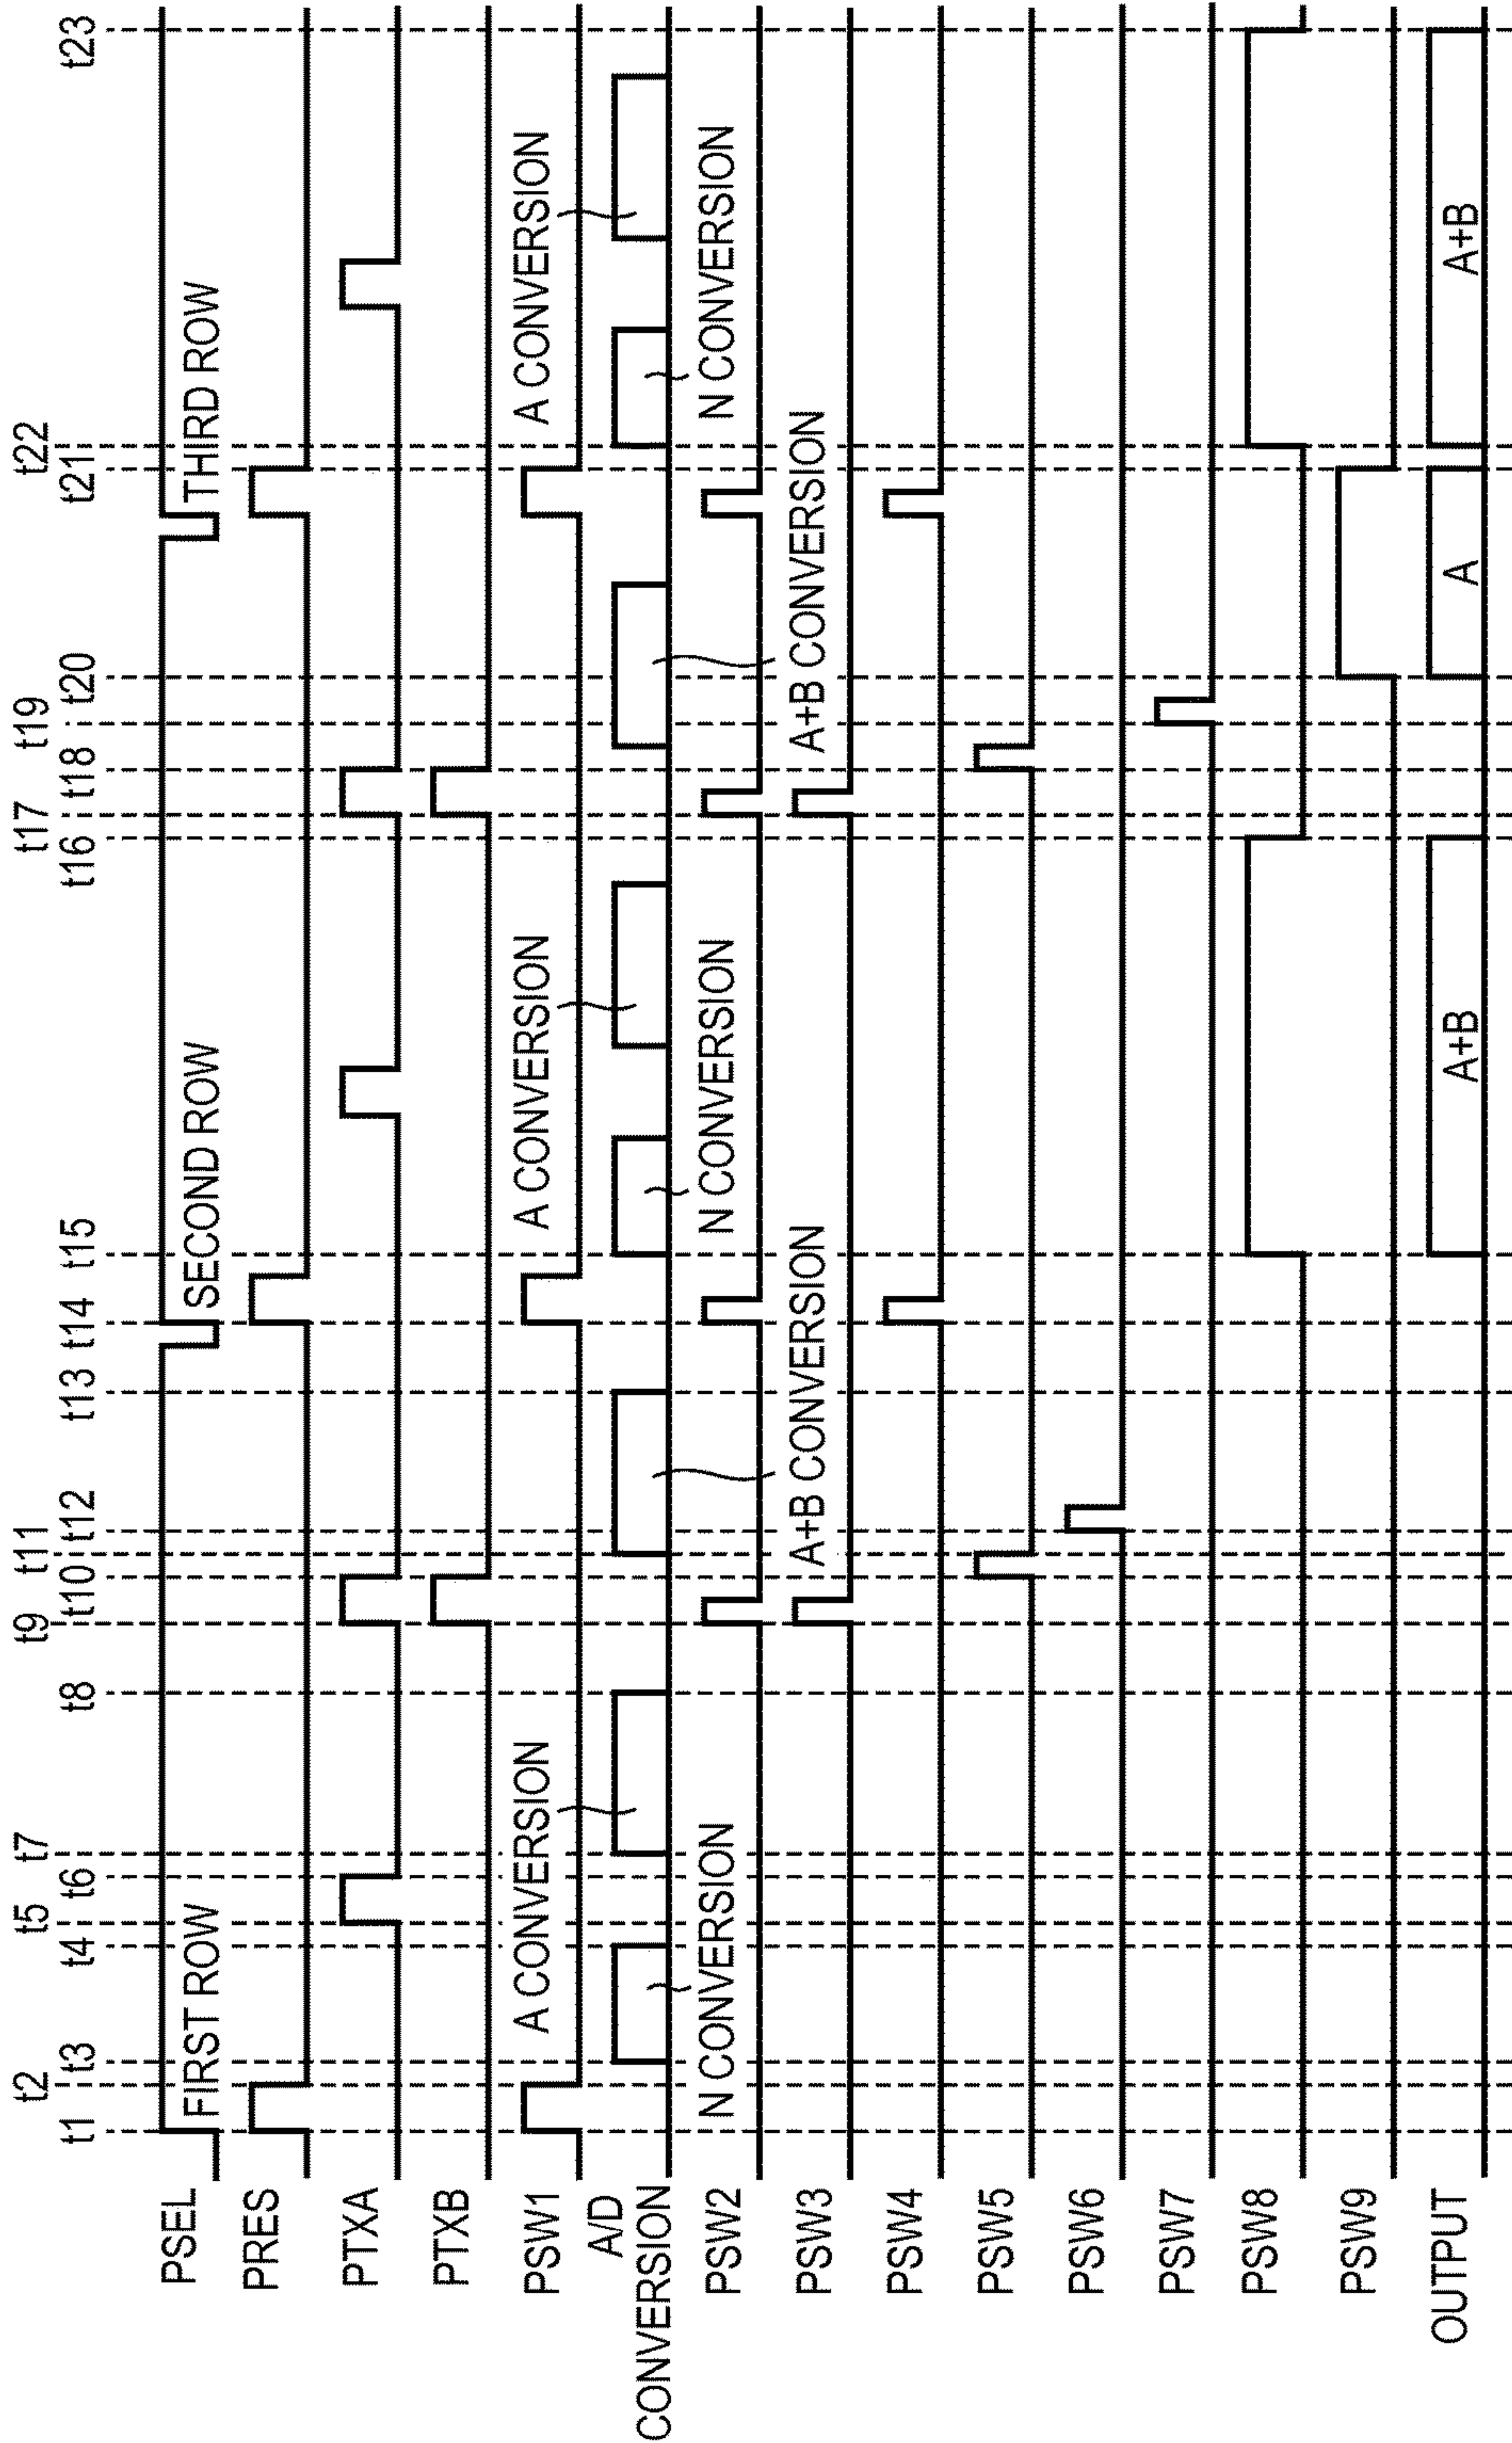 t2 t5 t7 t9 t11 t17 t19 t22
t1 t3 t4 t6 t8 t10 t12 t13 t14 t15 t16 t18 t20 t21 t23
PSEL
FIRST ROW SECOND ROW THIRD ROW
PRES
PTXA
PTXB
PSW1
A CONVERSION A CONVERSION A CONVERSION
A/D
CONVERSION
PSW2
N CONVERSION N CONVERSION N CONVERSION
PSW3
A+B CONVERSION A+B CONVERSION
PSW4
PSW5
PSW6
PSW7
PSW8
PSW9
OUTPUT
A+B A A+B